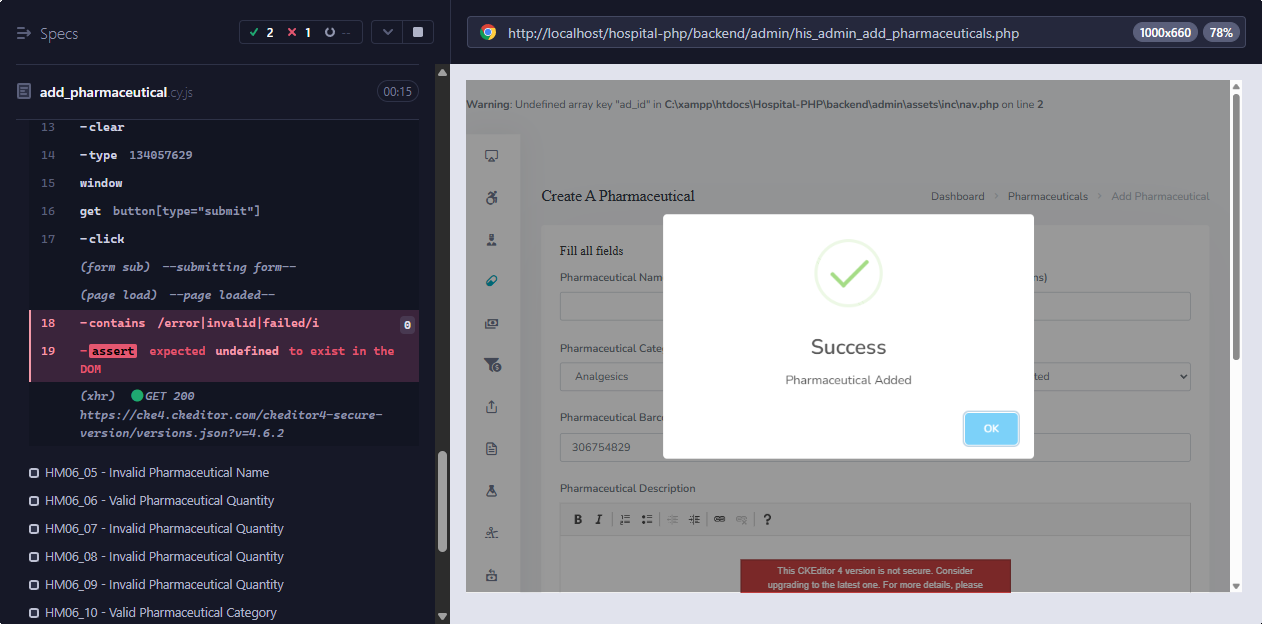 Specs
2
1
--
add_pharmaceutical.cy.js
00:15
13 -clear
14 -type 134057629
15 window
16 get button[type="submit"]
17 -click
(form sub) --submitting form--
(page load) --page loaded--
18 -contains /error|invalid|failed/i 0
19 -assert expected undefined to exist in the
DOM
(xhr) GET 200
https://cke4.ckeditor.com/ckeditor4-secure-
version/versions.json?v=4.6.2
HM06_05 - Invalid Pharmaceutical Name
HM06_06 - Valid Pharmaceutical Quantity
HM06_07 - Invalid Pharmaceutical Quantity
HM06_08 - Invalid Pharmaceutical Quantity
HM06_09 - Invalid Pharmaceutical Quantity
HM06_10 - Valid Pharmaceutical Category
http://localhost/hospital-php/backend/admin/his_admin_add_pharmaceuticals.php
1000x660
78%
Warning: Undefined array key "ad_id" in C:\xampp\htdocs\Hospital-PHP\backend\admin\assets\inc\nav.php on line 2
Create A Pharmaceutical
Dashboard > Pharmaceuticals > Add Pharmaceutical
Fill all fields
Pharmaceutical Nam
ns)
Pharmaceutical Cate
Analgesics
ted
Pharmaceutical Barc
306754829
Success
Pharmaceutical Added
OK
Pharmaceutical Description
B I ?
This CKEditor 4 version is not secure. Consider
upgrading to the latest one. For more details, please